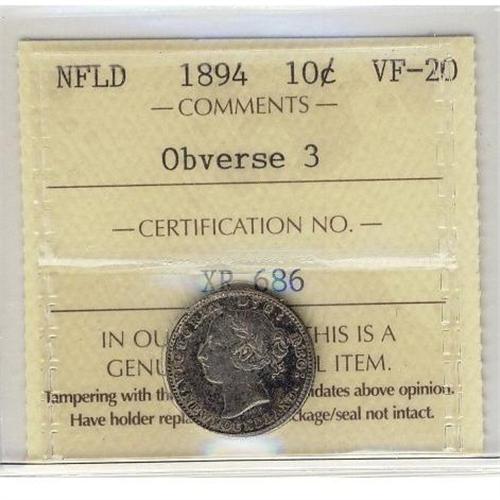 NFLD 1894 10¢ VF-20
— COMMENTS —
Obverse 3
— CERTIFICATION NO. —
XR 686
IN OU HIS IS A
GENU L ITEM.
Tampering with th idates above opinion.
Have holder repla ckage/seal not intact.